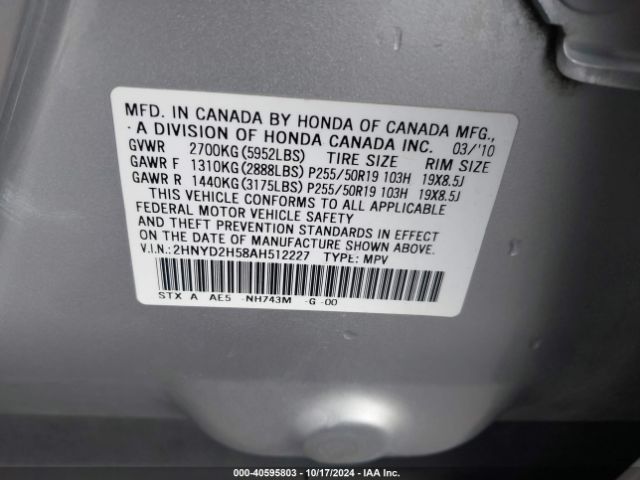 MFD. IN CANADA BY HONDA OF CANADA MFG.,
A DIVISION OF HONDA CANADA INC. 03/'10
GVWR 2700KG(5952LBS) TIRE SIZE RIM SIZE
GAWR F 1310KG(2888LBS) P255/50R19 103H 19X8.5J
GAWR R 1440KG(3175LBS) P255/50R19 103H 19X8.5J
THIS VEHICLE CONFORMS TO ALL APPLICABLE
FEDERAL MOTOR VEHICLE SAFETY
AND THEFT PREVENTION STANDARDS IN EFFECT
ON THE DATE OF MANUFACTURE SHOWN ABOVE.
V.I.N.: 2HNYD2H58AH512227 TYPE: MPV
STX A AE5 NH743M -G -00
000-40595803 - 10/17/2024 - IAA Inc.